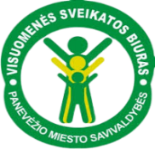 VISUOMENĖS SVEIKATOS BIURAS
PANEVĖŽIO MIESTO SAVIVALDYBĖS